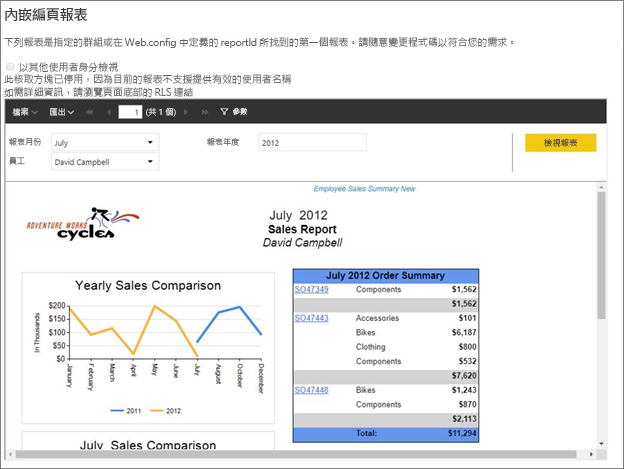 內嵌編頁報表
下列報表是指定的群組或在 Web.config 中定義的 reportId 所找到的第一個報表。請隨意變更程式碼以符合您的需求。
以其他使用者身分檢視
此核取方塊已停用，因為目前的報表不支援提供有效的使用者名稱
如需詳細資訊，請瀏覽頁面底部的 RLS 連結
檔案 匯出 1 (共 1 個) 參數
報表月份 July 報表年度 2012 檢視報表
員工 David Campbell
Employee Sales Summary New
ADVENTURE WORKS
cycles
July 2012
Sales Report
David Campbell
Yearly Sales Comparison
In Thousands
$200
$150
$100
$50
$0
January February March April May June July August October December
2011 2012
July Sales Comparison
July 2012 Order Summary
SO47349 Components $1,562
$1,562
SO47443 Accessories $101
Bikes $6,187
Clothing $800
Components $532
$7,620
SO47448 Bikes $1,243
Components $870
$2,113
Total: $11,294